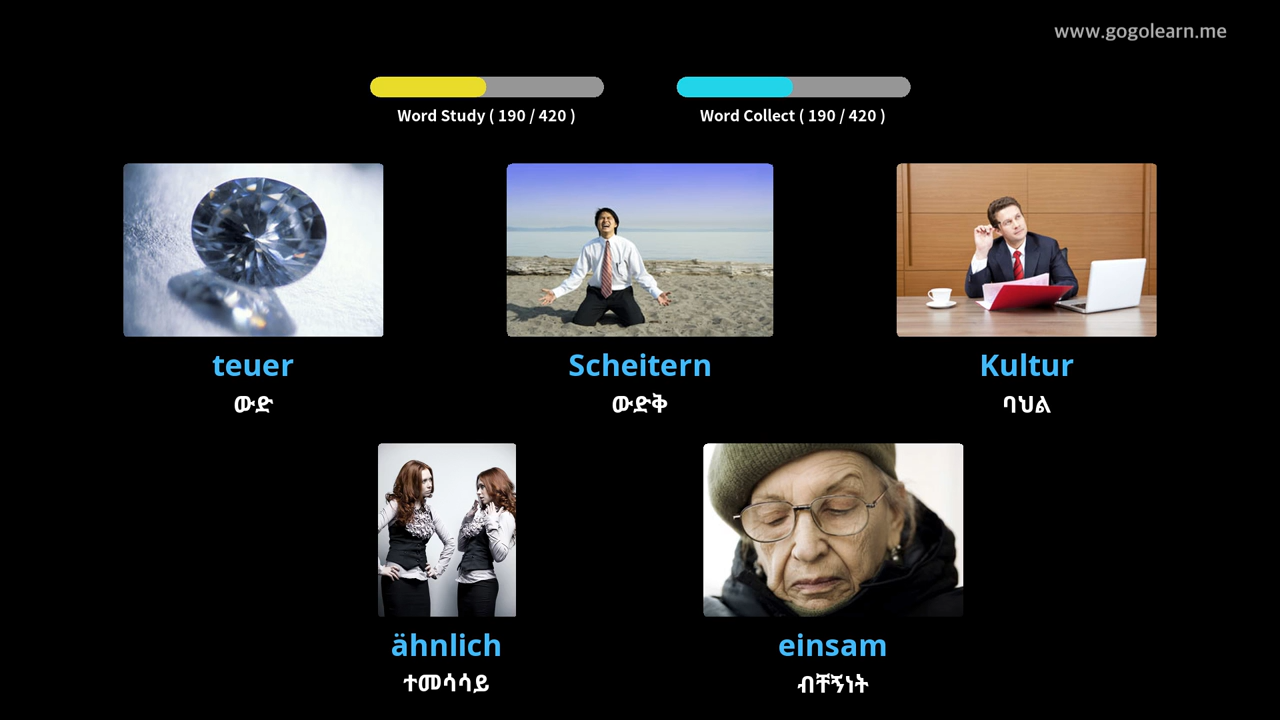 www.gogolearn.me
Word Study ( 190 / 420 )
Word Collect ( 190 / 420 )
teuer
ውድ
Scheitern
ውድቅ
Kultur
ባህል
ähnlich
ተመሳሳይ
einsam
ብቸኝነት